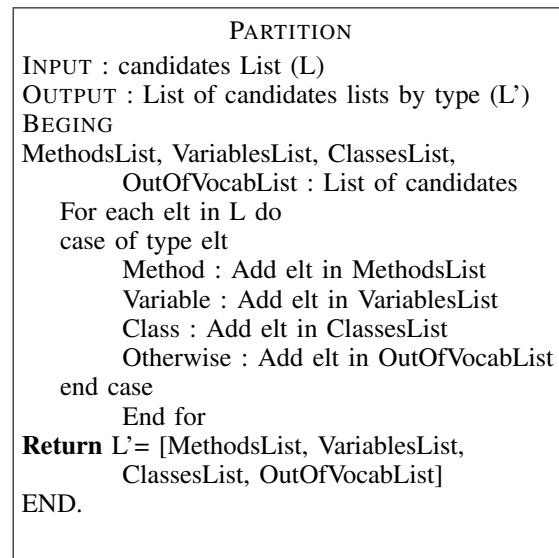 PARTITION
INPUT : candidates List (L)
OUTPUT : List of candidates lists by type (L’)
BEGING
MethodsList, VariablesList, ClassesList,
OutOfVocabList : List of candidates
For each elt in L do
case of type elt
Method : Add elt in MethodsList
Variable : Add elt in VariablesList
Class : Add elt in ClassesList
Otherwise : Add elt in OutOfVocabList
end case
End for
Return L’= [MethodsList, VariablesList,
ClassesList, OutOfVocabList]
END.